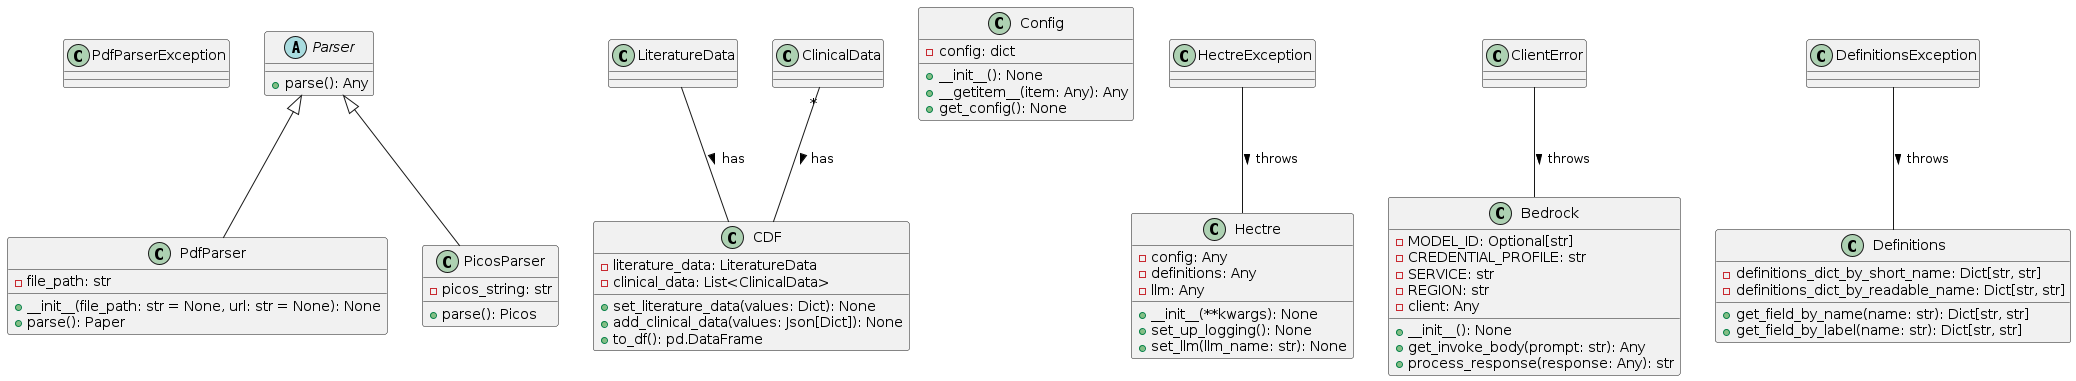 C PdfParserException
A Parser
parse(): Any
C PdfParser
file_path: str
__init__(file_path: str = None, url: str = None): None
parse(): Paper
C PicosParser
picos_string: str
parse(): Picos
C LiteratureData
C ClinicalData
*
has
has
C CDF
literature_data: LiteratureData
clinical_data: List<ClinicalData>
set_literature_data(values: Dict): None
add_clinical_data(values: Json[Dict]): None
to_df(): pd.DataFrame
C Config
config: dict
__init__(): None
__getitem__(item: Any): Any
get_config(): None
C HectreException
throws
C Hectre
config: Any
definitions: Any
llm: Any
__init__(**kwargs): None
set_up_logging(): None
set_llm(llm_name: str): None
C ClientError
throws
C Bedrock
MODEL_ID: Optional[str]
CREDENTIAL_PROFILE: str
SERVICE: str
REGION: str
client: Any
__init__(): None
get_invoke_body(prompt: str): Any
process_response(response: Any): str
C DefinitionsException
throws
C Definitions
definitions_dict_by_short_name: Dict[str, str]
definitions_dict_by_readable_name: Dict[str, str]
get_field_by_name(name: str): Dict[str, str]
get_field_by_label(name: str): Dict[str, str]